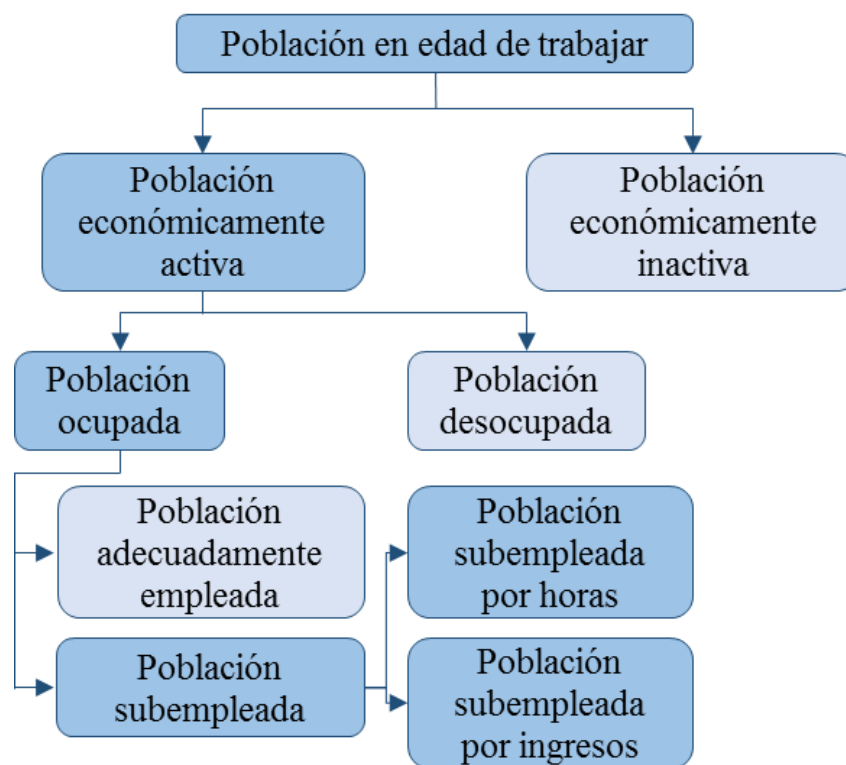 Población en edad de trabajar
Población
económicamente
activa
Población
económicamente
inactiva
Población
ocupada
Población
desocupada
Población
adecuadamente
empleada
Población
subempleada
por horas
Población
subempleada
Población
subempleada
por ingresos